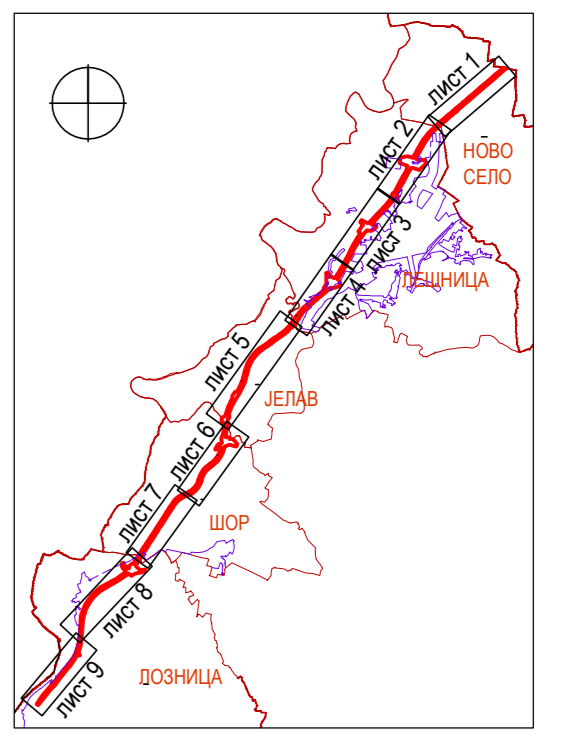 ЛИСТ 1
ЛИСТ 2
НОВО
СЕЛО
ЛИСТ 3
ЛЕШНИЦА
ЛИСТ 4
ЛИСТ 5
ЈЕЛАВ
ЛИСТ 6
ЛИСТ 7
ШОР
ЛИСТ 8
ЛОЗНИЦА
ЛИСТ 9